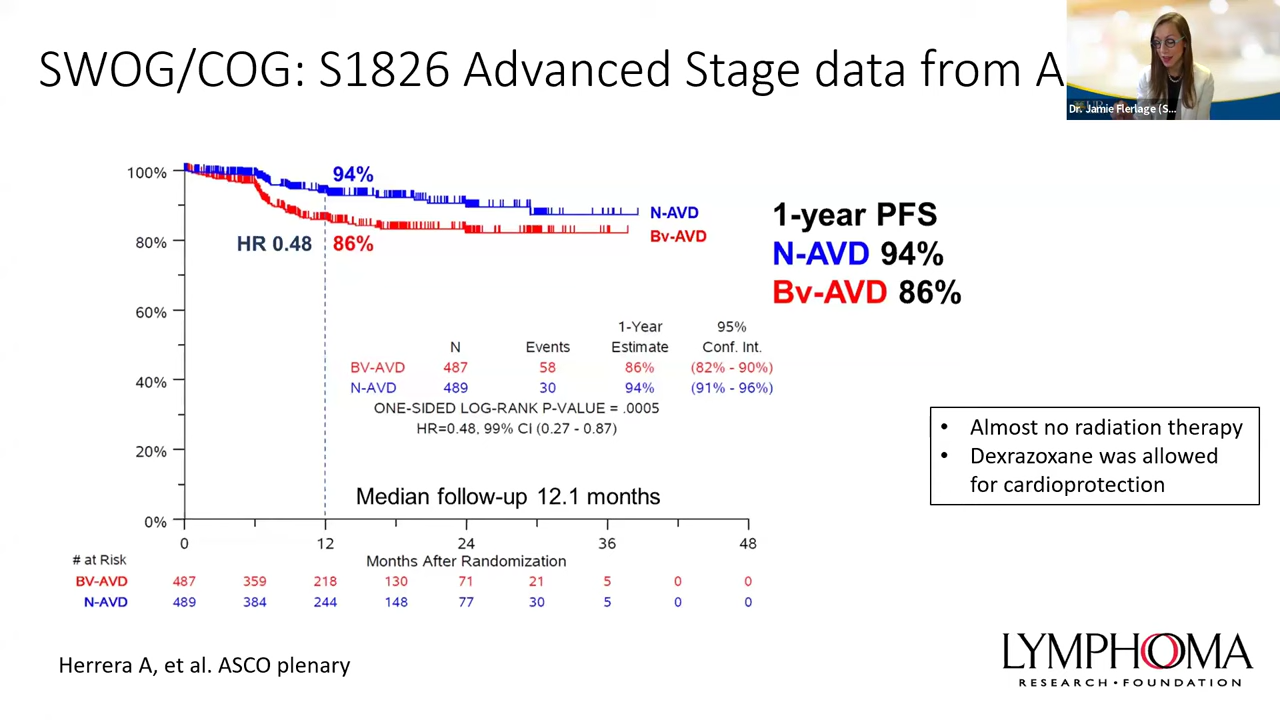 SWOG/COG: S1826 Advanced Stage data from A
Dr. Jamie Flerlage (S...
100%
80%
60%
40%
20%
0%
94%
HR 0.48
86%
N-AVD
Bv-AVD
1-year PFS
N-AVD 94%
Bv-AVD 86%
1-Year 95%
N Events Estimate Conf. Int.
BV-AVD 487 58 86% (82% - 90%)
N-AVD 489 30 94% (91% - 96%)
ONE-SIDED LOG-RANK P-VALUE = .0005
HR=0.48, 99% CI (0.27 - 0.87)
• Almost no radiation therapy
• Dexrazoxane was allowed
for cardioprotection
Median follow-up 12.1 months
0 12 24 36 48
# at Risk
Months After Randomization
BV-AVD 487 359 218 130 71 21 5 0 0
N-AVD 489 384 244 148 77 30 5 0 0
Herrera A, et al. ASCO plenary
LYMPHOMA
RESEARCH • FOUNDATION